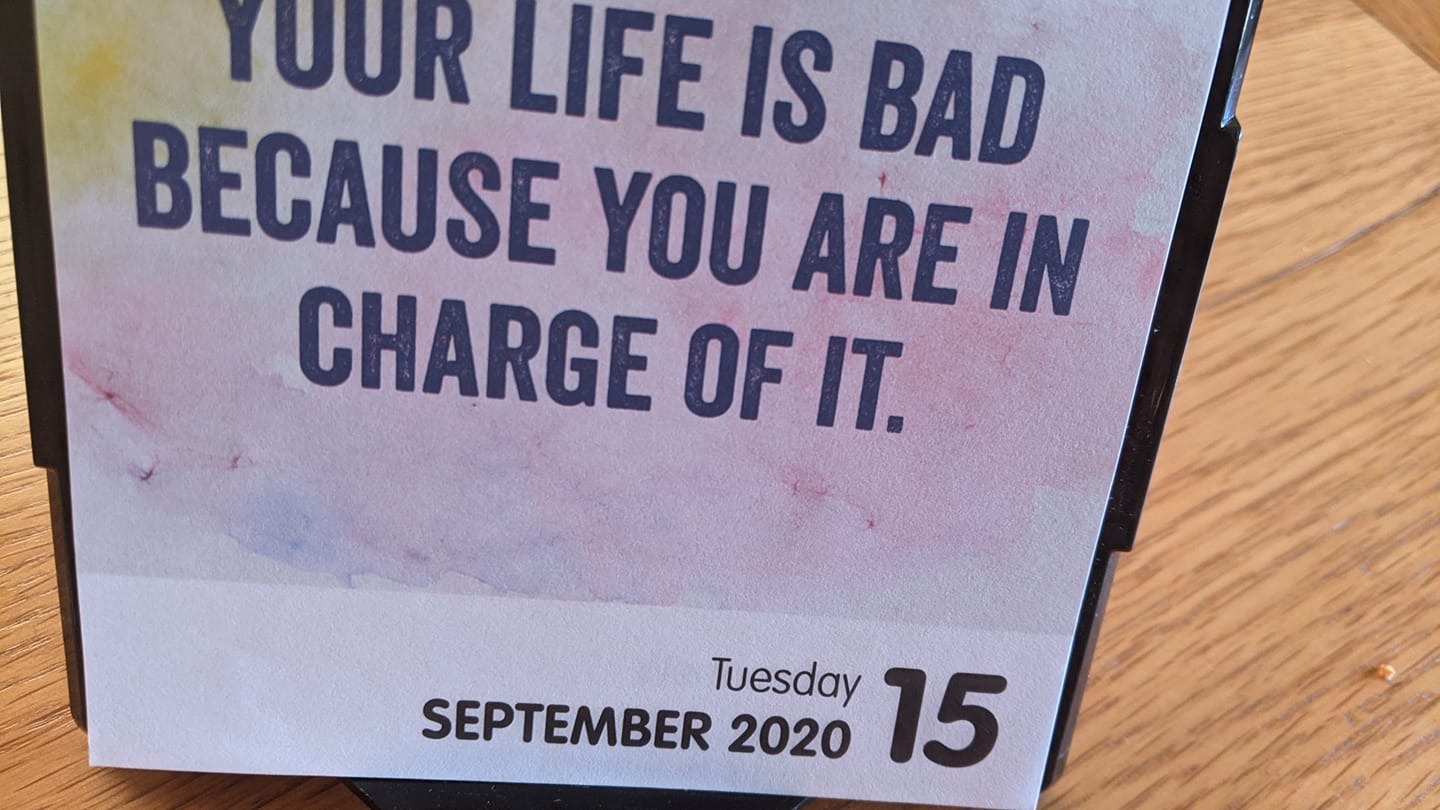 YOUR LIFE IS BAD
BECAUSE YOU ARE IN
CHARGE OF IT.
Tuesday
SEPTEMBER 2020 15